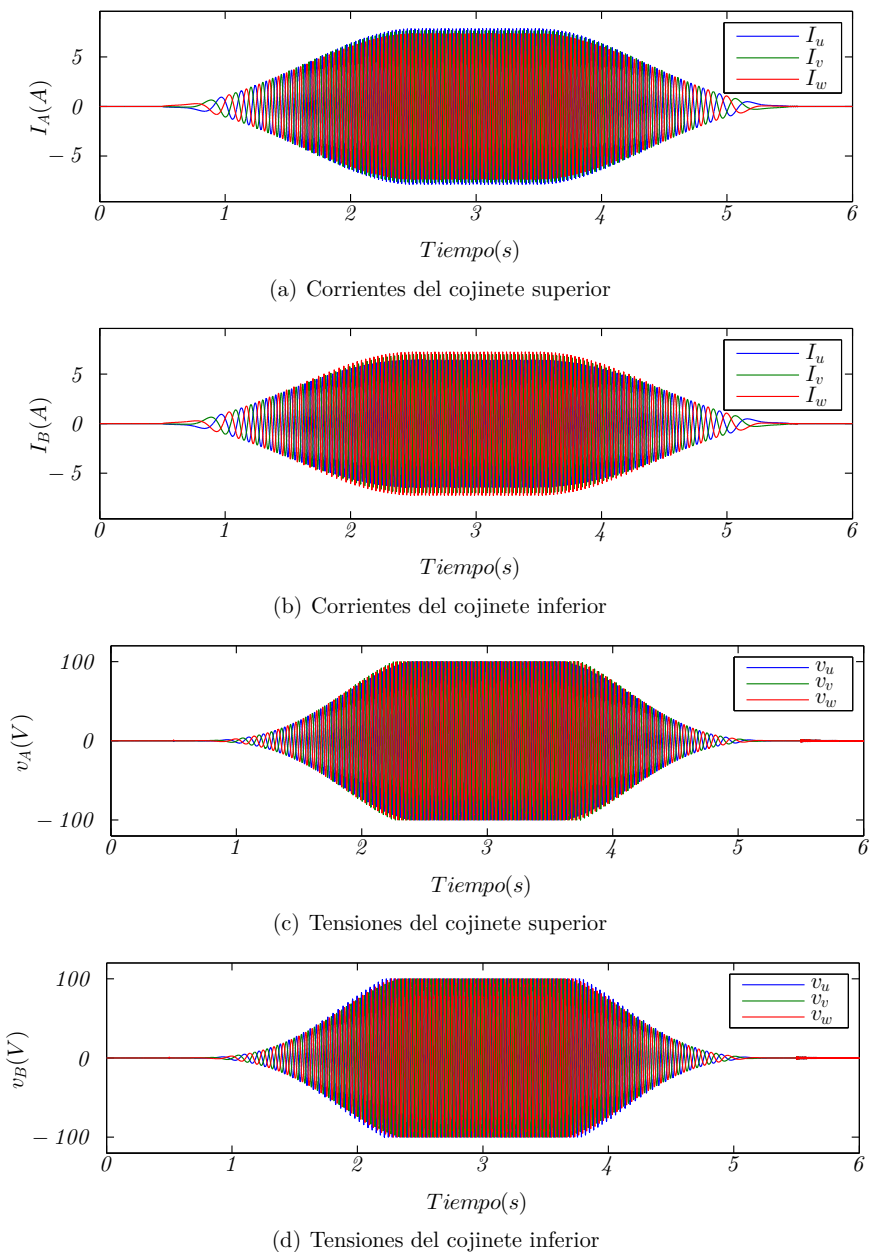 I_A(A)
5
0
− 5
I_u
I_v
I_w
0 1 2 3 4 5 6
Tiempo(s)
(a) Corrientes del cojinete superior
I_B(A)
5
0
− 5
I_u
I_v
I_w
0 1 2 3 4 5 6
Tiempo(s)
(b) Corrientes del cojinete inferior
v_A(V)
100
0
− 100
v_u
v_v
v_w
0 1 2 3 4 5 6
Tiempo(s)
(c) Tensiones del cojinete superior
v_B(V)
100
0
− 100
v_u
v_v
v_w
0 1 2 3 4 5 6
Tiempo(s)
(d) Tensiones del cojinete inferior